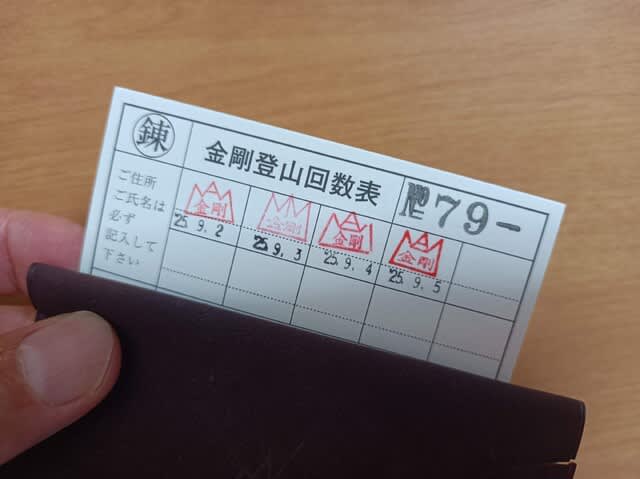 錬
金剛登山回数表
№ 79-
ご住所
ご氏名は
必ず
記入して
下さい
金剛
金剛
金剛
金剛
'25. 9. 2
'25. 9. 3
'25. 9. 4
'25. 9. 5